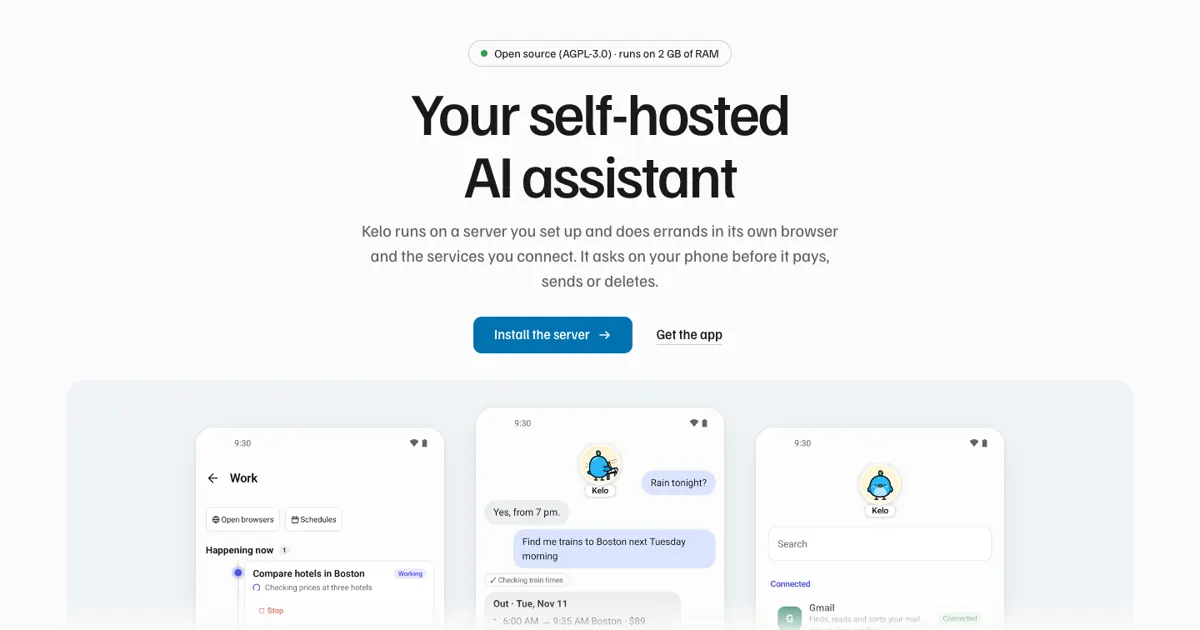 Open source (AGPL-3.0) · runs on 2 GB of RAM
Your self-hosted
AI assistant
Kelo runs on a server you set up and does errands in its own browser
and the services you connect. It asks on your phone before it pays,
sends or deletes.
Install the server →
Get the app
9:30
← Work
Open browsers
Schedules
Happening now 1
Compare hotels in Boston
Working
Checking prices at three hotels
Stop
9:30
Kelo
Rain tonight?
Yes, from 7 pm.
Find me trains to Boston next Tuesday
morning
✓ Checking train times
Out · Tue, Nov 11
6:00 AM → 9:35 AM Boston · $89
9:30
Kelo
Search
Connected
G
Gmail
Finds, reads and sorts your mail
Connected